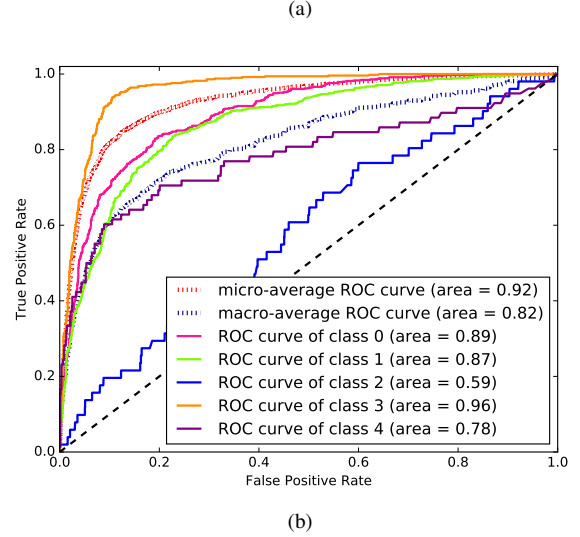 (a)
1.0
0.8
0.6
0.4
0.2
0.0
True Positive Rate
micro-average ROC curve (area = 0.92)
macro-average ROC curve (area = 0.82)
ROC curve of class 0 (area = 0.89)
ROC curve of class 1 (area = 0.87)
ROC curve of class 2 (area = 0.59)
ROC curve of class 3 (area = 0.96)
ROC curve of class 4 (area = 0.78)
0.0 0.2 0.4 0.6 0.8 1.0
False Positive Rate
(b)